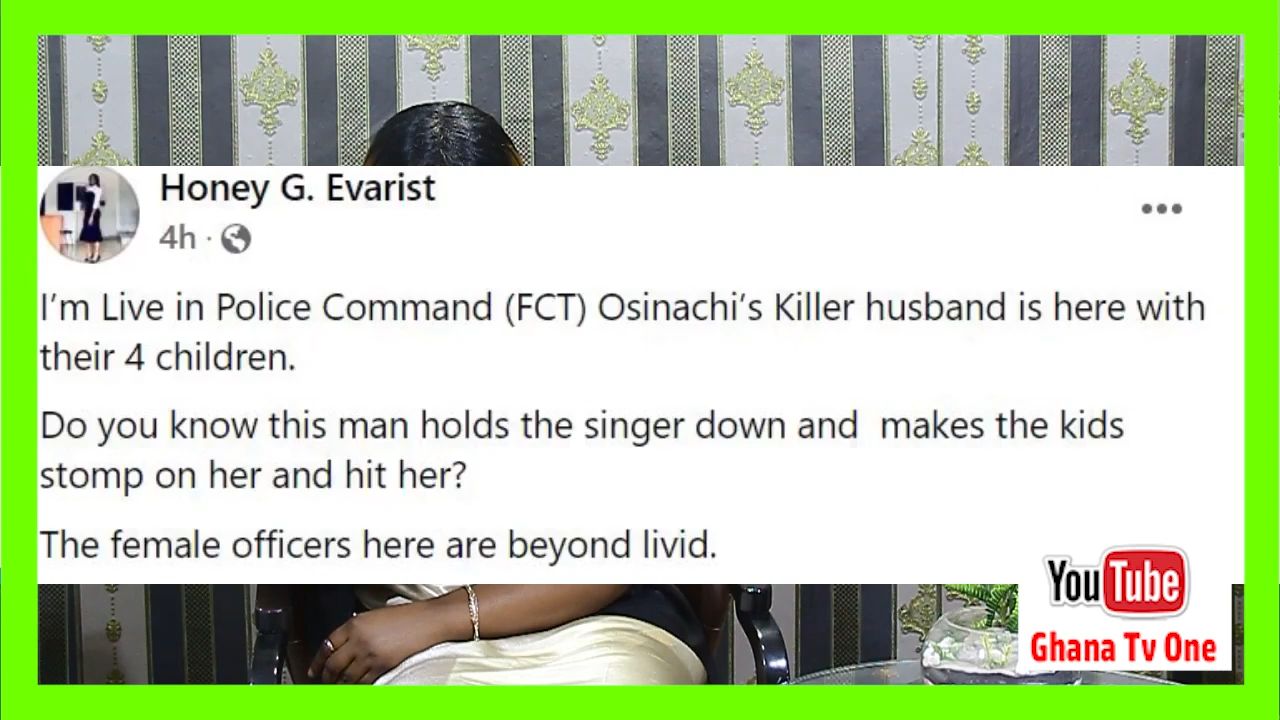 Honey G. Evarist
4h ·
I'm Live in Police Command (FCT) Osinachi's Killer husband is here with
their 4 children.
Do you know this man holds the singer down and  makes the kids
stomp on her and hit her?
The female officers here are beyond livid.
YouTube
Ghana Tv One